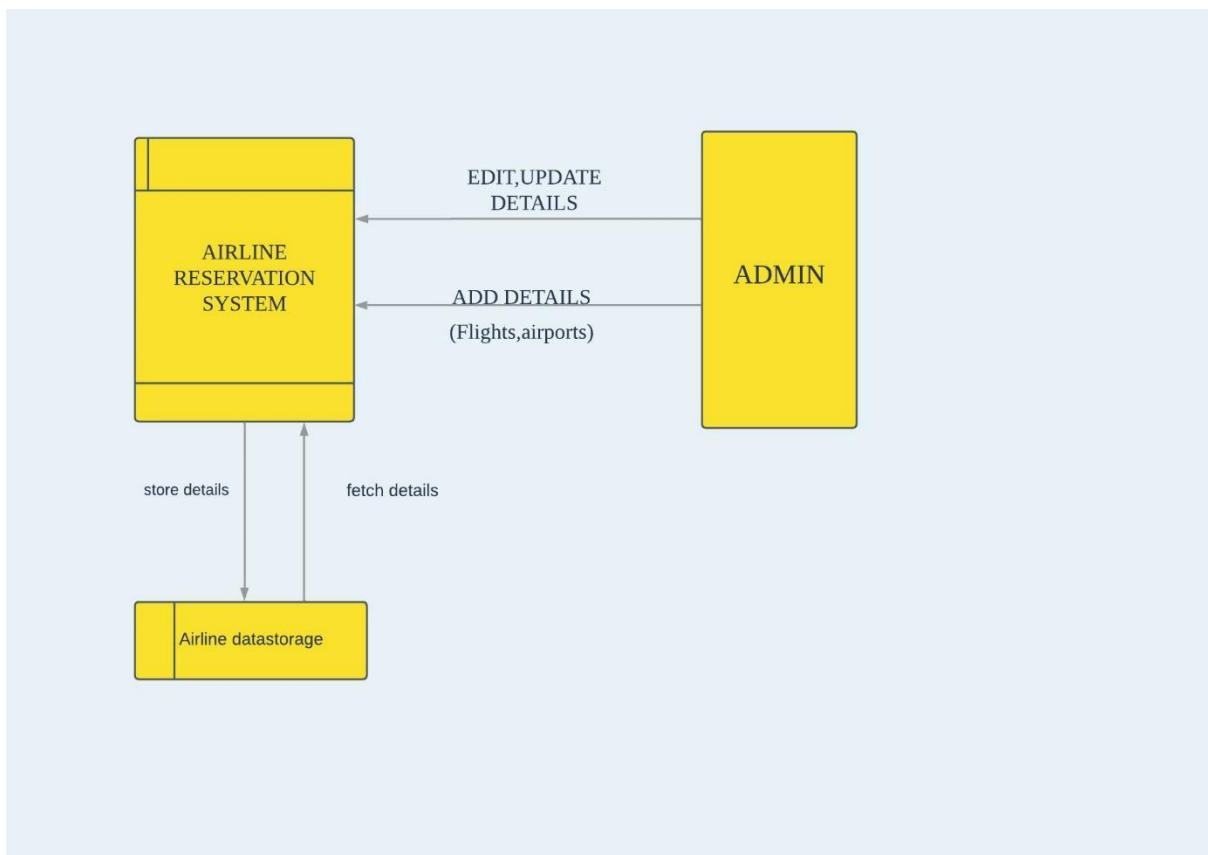 EDIT,UPDATE
DETAILS
AIRLINE
RESERVATION
SYSTEM
ADMIN
ADD DETAILS
(Flights,airports)
store details
fetch details
Airline datastorage